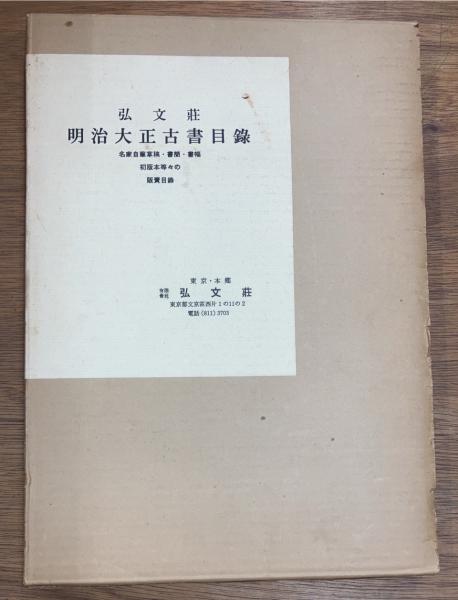 弘文荘
明治大正古書目録
名家自筆草稿・書簡・書幅
初版本等々の
販賣目録
東京・本郷
有限会社 弘文荘
東京都文京區西片1の11の2
電話(811)3703